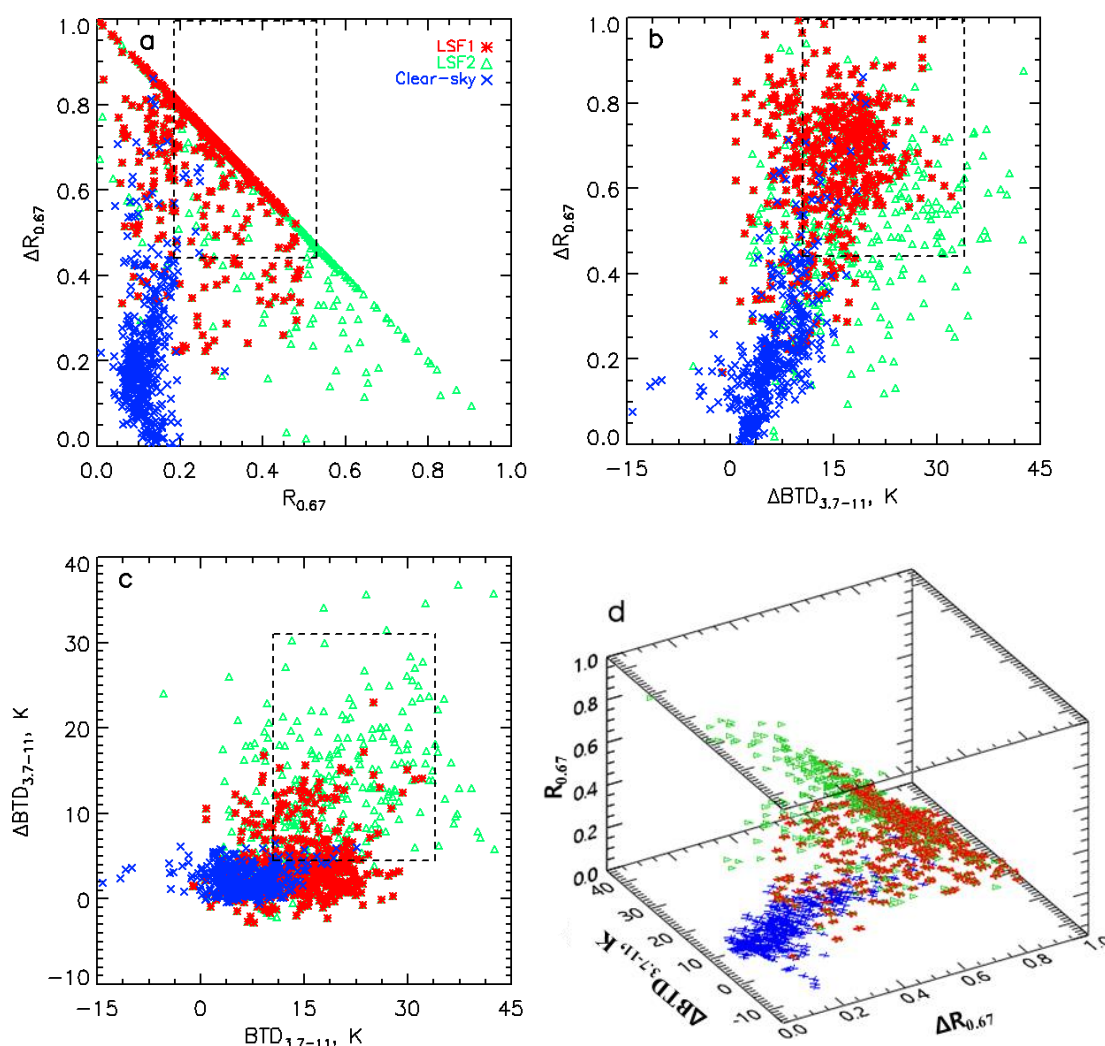 a
LSF1
LSF2
Clear-sky
1.0
0.8
0.6
0.4
0.2
0.0
ΔR0.67
0.0 0.2 0.4 0.6 0.8 1.0
R0.67
b
1.0
0.8
0.6
0.4
0.2
0.0
ΔR0.67
-15 0 15 30 45
ΔBTD3.7-11, K
c
40
30
20
10
0
-10
ΔBTD3.7-11, K
-15 0 15 30 45
BTD3.7-11, K
d
1.0
0.8
0.6
0.4
0.2
0.0
R0.67
40 30 20 10 0 -10
ΔBTD3.7-11, K
0.0 0.2 0.4 0.6 0.8 1.0
ΔR0.67